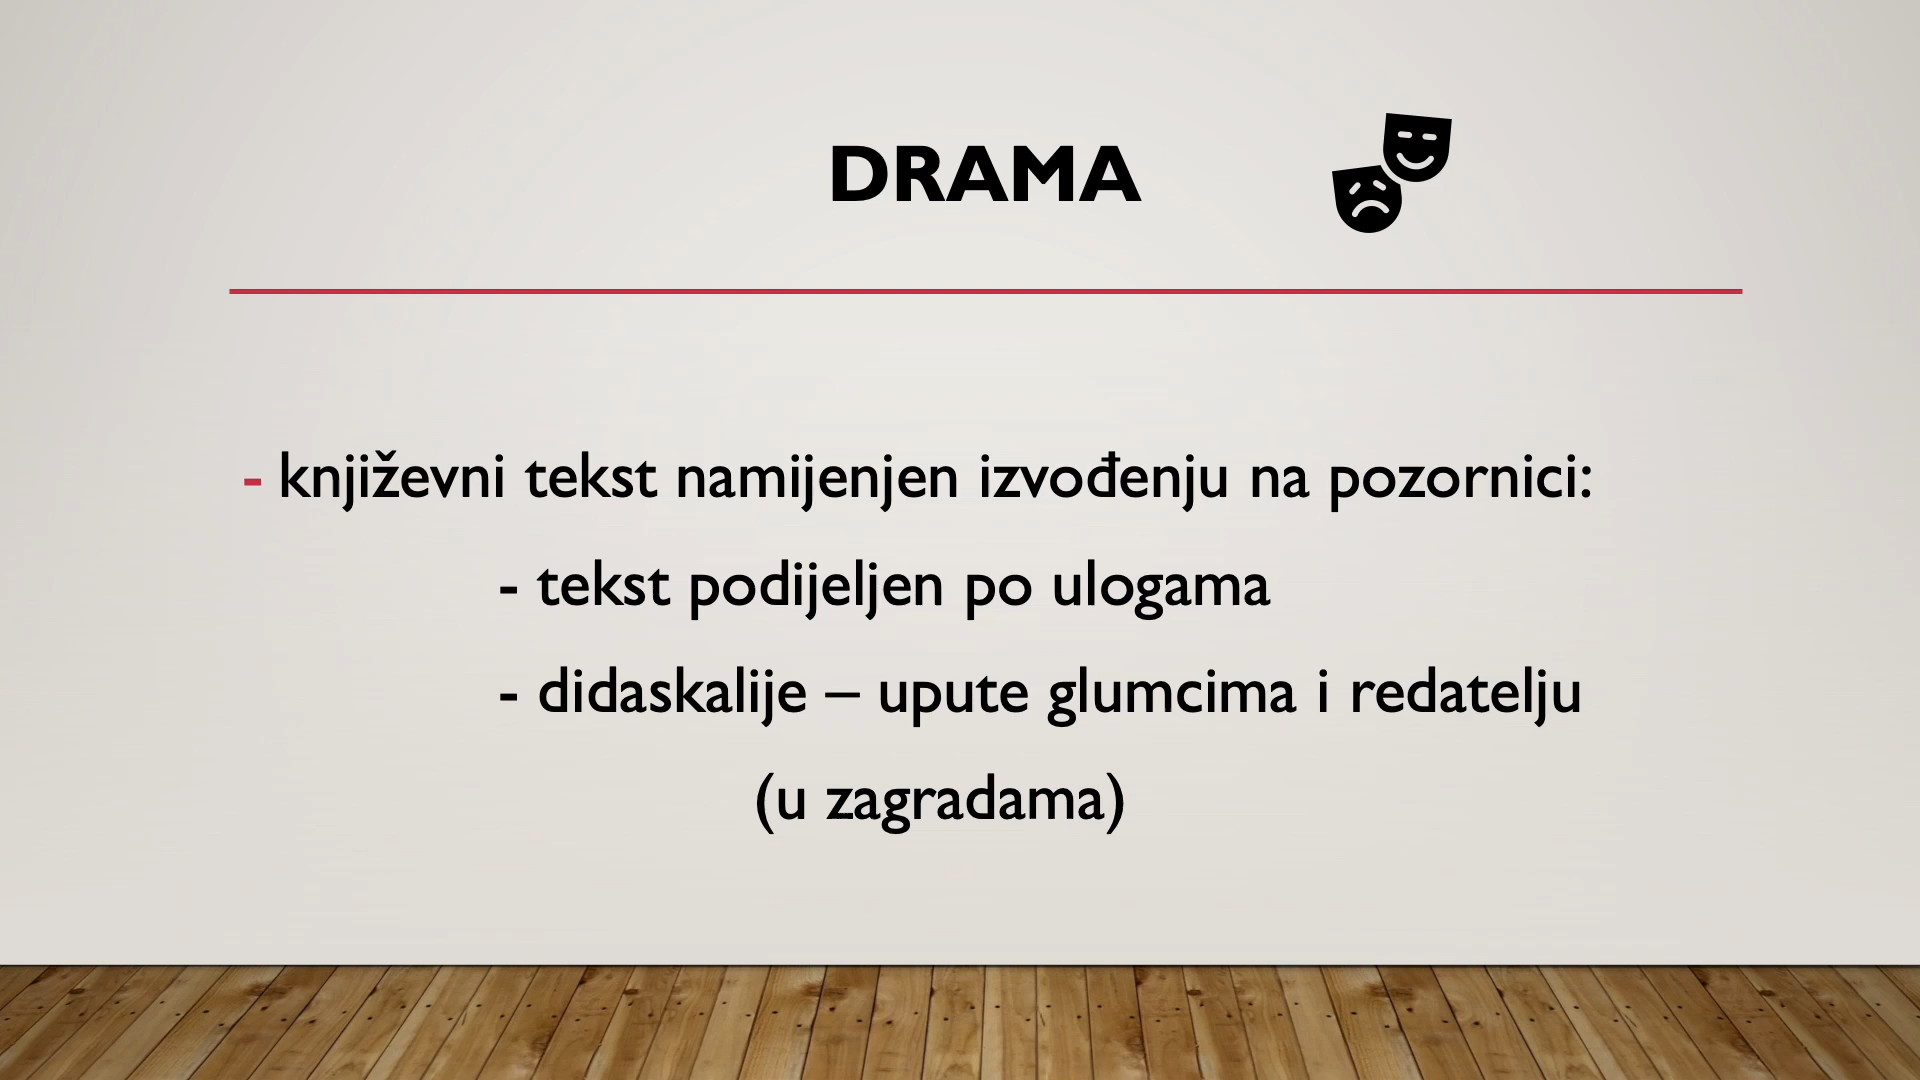 DRAMA
- književni tekst namijenjen izvođenju na pozornici:
- tekst podijeljen po ulogama
- didaskalije – upute glumcima i redatelju
(u zagradama)